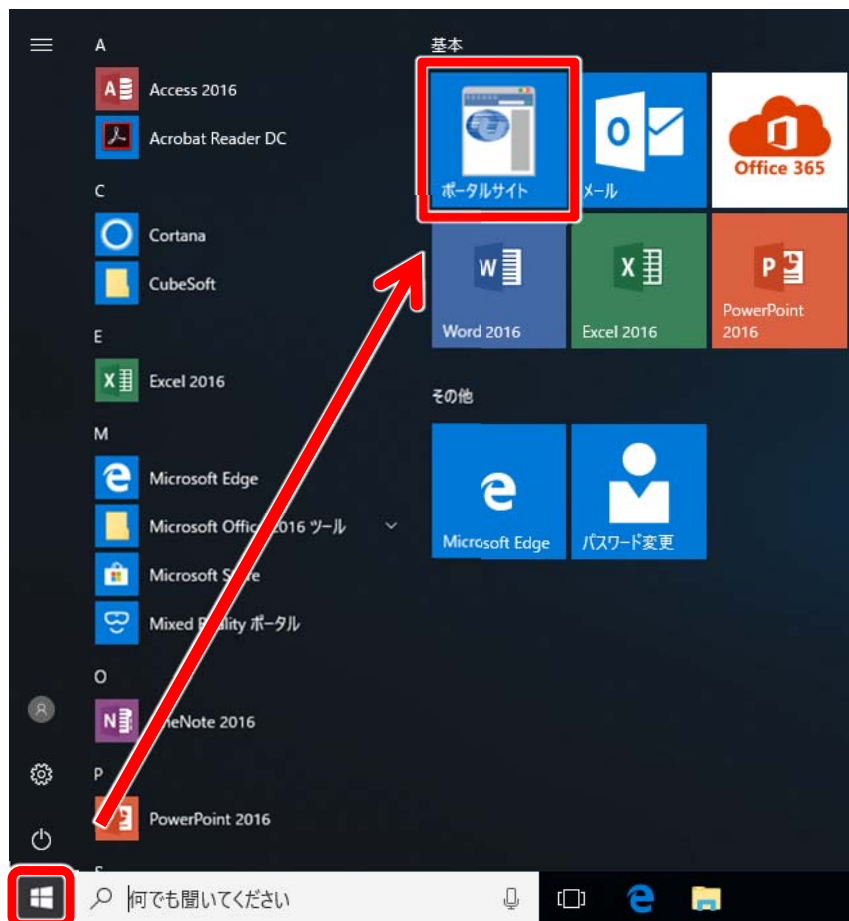 A
Access 2016
Acrobat Reader DC
C
Cortana
CubeSoft
E
Excel 2016
M
Microsoft Edge
Microsoft Office 2016 ツール
Microsoft Store
Mixed Reality ポータル
O
OneNote 2016
P
PowerPoint 2016
基本
ポータルサイト
メール
Office 365
Word 2016
Excel 2016
PowerPoint
2016
その他
Microsoft Edge
パスワード変更
何でも聞いてください